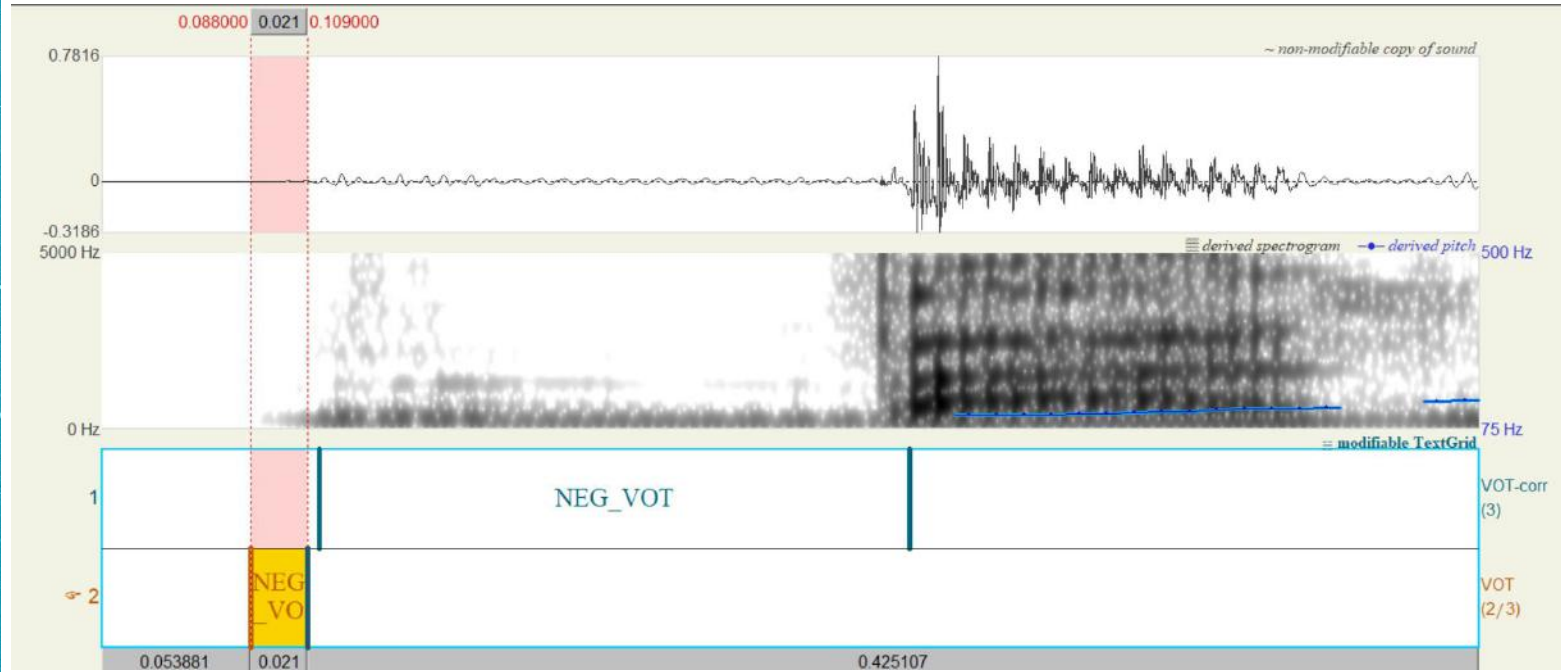 0.088000 0.021 0.109000
0.7816
~ non-modifiable copy of sound
0
-0.3186
5000 Hz
derived spectrogram derived pitch 500 Hz
0 Hz
75 Hz
modifiable TextGrid
1
NEG_VOT
VOT-corr
(3)
2
NEG
_VO
VOT
(2/3)
0.053881 0.021 0.425107